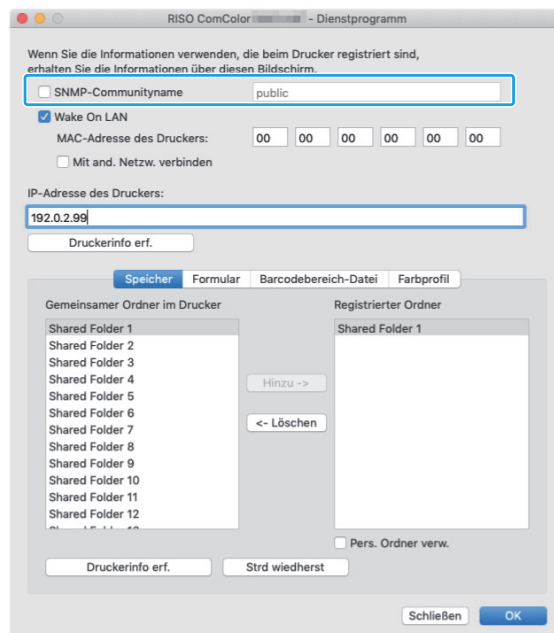 RISO ComColor - Dienstprogramm
Wenn Sie die Informationen verwenden, die beim Drucker registriert sind,
erhalten Sie die Informationen über diesen Bildschirm.
SNMP-Communityname public
Wake On LAN
MAC-Adresse des Druckers: 00 00 00 00 00 00
Mit and. Netzw. verbinden
IP-Adresse des Druckers:
192.0.2.99
Druckerinfo erf.
Speicher Formular Barcodebereich-Datei Farbprofil
Gemeinsamer Ordner im Drucker
Shared Folder 1
Shared Folder 2
Shared Folder 3
Shared Folder 4
Shared Folder 5
Shared Folder 6
Shared Folder 7
Shared Folder 8
Shared Folder 9
Shared Folder 10
Shared Folder 11
Shared Folder 12
Hinzu ->
<- Löschen
Registrierter Ordner
Shared Folder 1
Pers. Ordner verw.
Druckerinfo erf. Strd wiedherst
Schließen OK